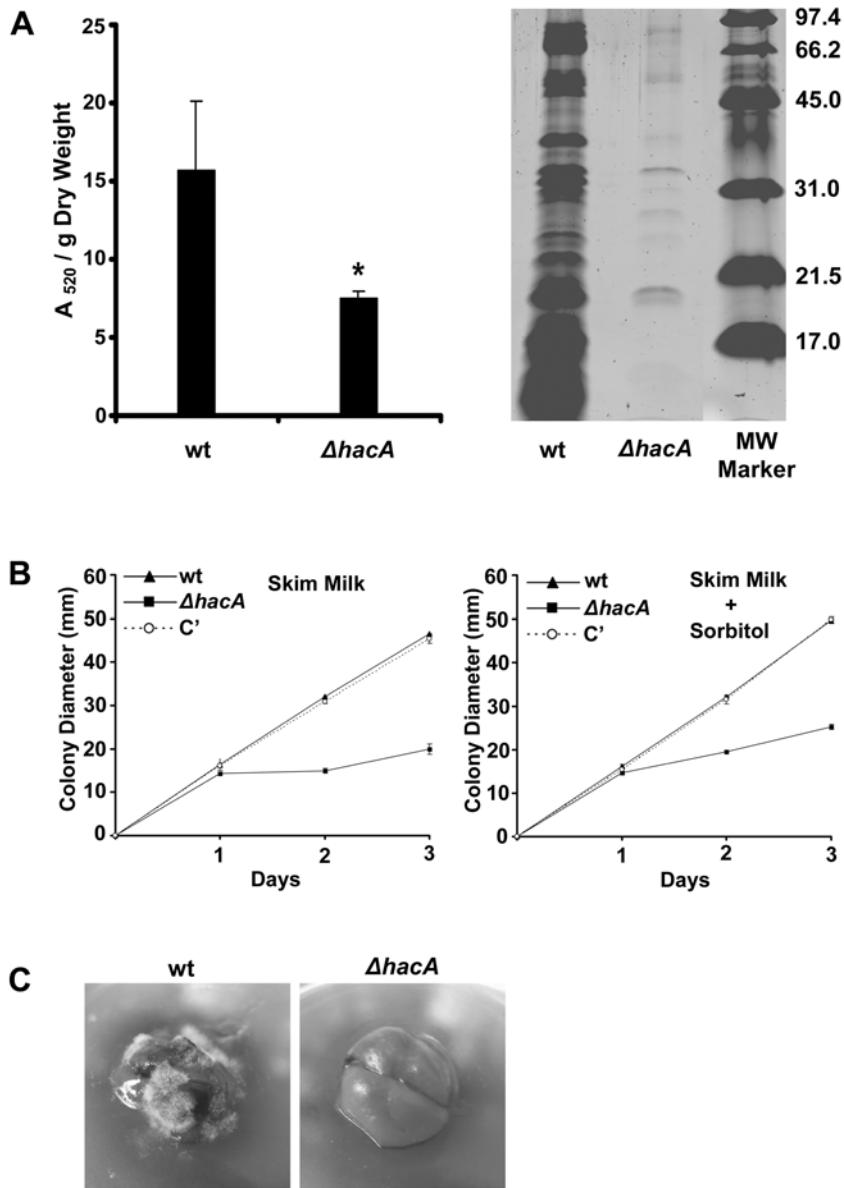 A
A 520 / g Dry Weight
25
20
15
10
5
0
*
wt
ΔhacA
97.4
66.2
45.0
31.0
21.5
17.0
wt
ΔhacA
MW
Marker
B
Colony Diameter (mm)
60
50
40
30
20
10
0
wt
ΔhacA
C'
Skim Milk
1
2
3
Days
Colony Diameter (mm)
60
50
40
30
20
10
0
wt
ΔhacA
C'
Skim Milk
+
Sorbitol
1
2
3
Days
C
wt
ΔhacA